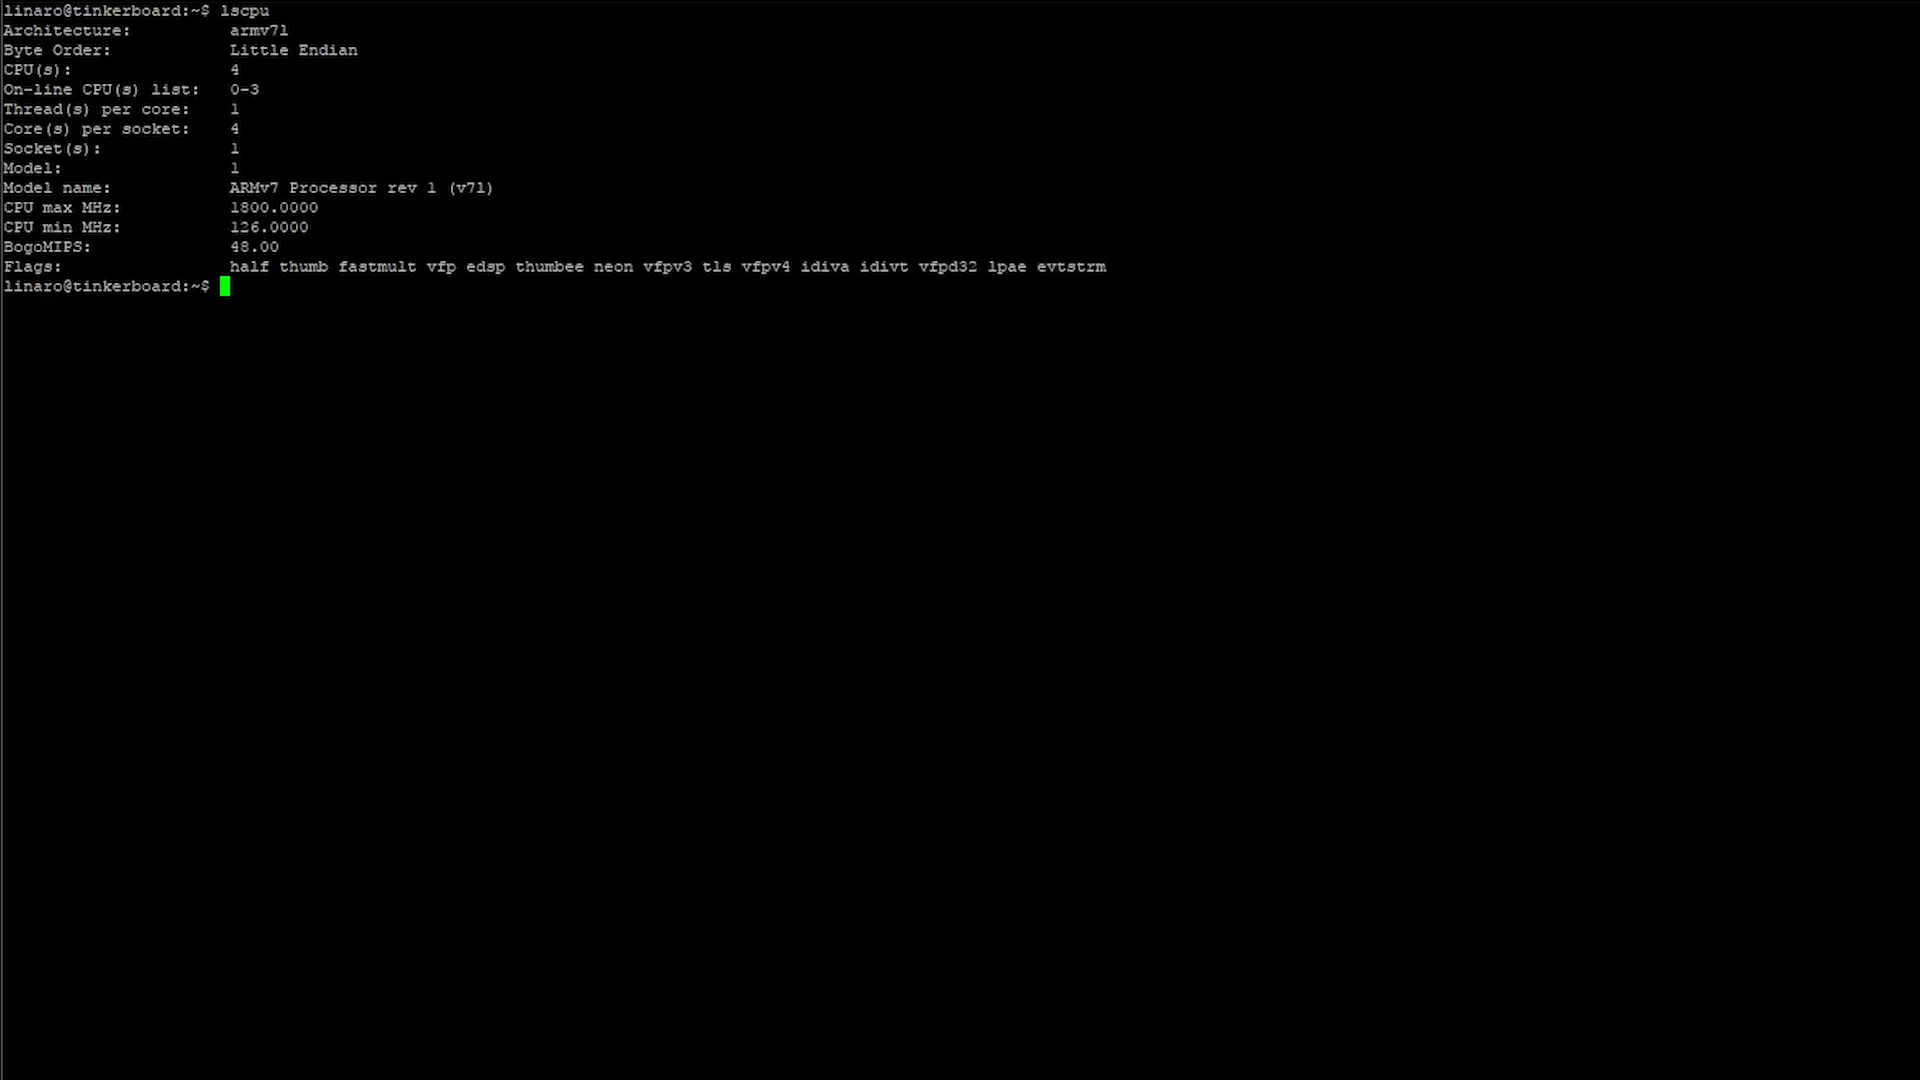 linaro@tinkerboard:~$ lscpu
Architecture: armv7l
Byte Order: Little Endian
CPU(s): 4
On-line CPU(s) list: 0-3
Thread(s) per core: 1
Core(s) per socket: 4
Socket(s): 1
Model: 1
Model name: ARMv7 Processor rev 1 (v7l)
CPU max MHz: 1800.0000
CPU min MHz: 126.0000
BogoMIPS: 48.00
Flags: half thumb fastmult vfp edsp thumbee neon vfpv3 tls vfpv4 idiva idivt vfpd32 lpae evtstrm
linaro@tinkerboard:~$